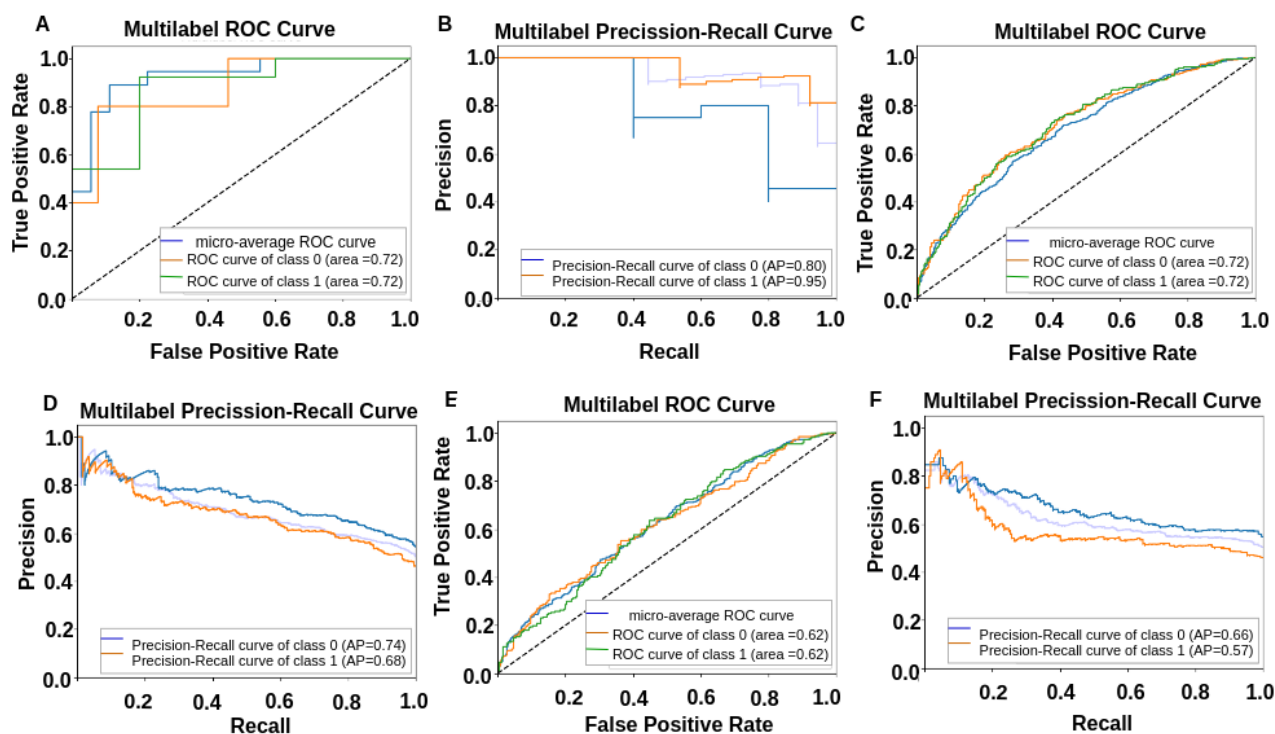 A
Multilabel ROC Curve
True Positive Rate
1.0
0.8
0.6
0.4
0.2
0.0
micro-average ROC curve
ROC curve of class 0 (area =0.72)
ROC curve of class 1 (area =0.72)
0.2 0.4 0.6 0.8 1.0
False Positive Rate
B
Multilabel Precission-Recall Curve
Precision
1.0
0.8
0.6
0.4
0.2
0.0
Precision-Recall curve of class 0 (AP=0.80)
Precision-Recall curve of class 1 (AP=0.95)
0.2 0.4 0.6 0.8 1.0
Recall
C
Multilabel ROC Curve
True Positive Rate
1.0
0.8
0.6
0.4
0.2
0.0
micro-average ROC curve
ROC curve of class 0 (area =0.72)
ROC curve of class 1 (area =0.72)
0.2 0.4 0.6 0.8 1.0
False Positive Rate
D
Multilabel Precission-Recall Curve
Precision
1.0
0.8
0.6
0.4
0.2
0.0
Precision-Recall curve of class 0 (AP=0.74)
Precision-Recall curve of class 1 (AP=0.68)
0.2 0.4 0.6 0.8 1.0
Recall
E
Multilabel ROC Curve
True Positive Rate
1.0
0.8
0.6
0.4
0.2
0.0
micro-average ROC curve
ROC curve of class 0 (area =0.62)
ROC curve of class 1 (area =0.62)
0.2 0.4 0.6 0.8 1.0
False Positive Rate
F
Multilabel Precission-Recall Curve
Precision
1.0
0.8
0.6
0.4
0.2
0.0
Precision-Recall curve of class 0 (AP=0.66)
Precision-Recall curve of class 1 (AP=0.57)
0.2 0.4 0.6 0.8 1.0
Recall